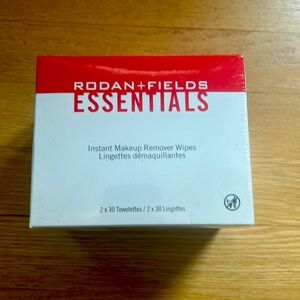 RODAN+FIELDS
ESSENTIALS
Instant Makeup Remover Wipes
Lingettes démaquillantes
2 x 30 Towelettes / 2 x 30 Lingettes